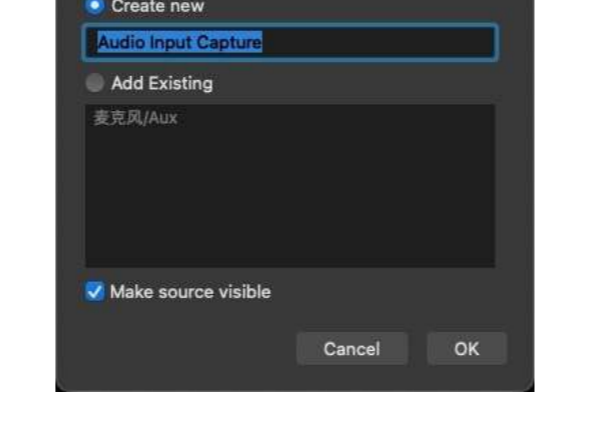 Create new
Audio Input Capture
Add Existing
麦克风/Aux
Make source visible
Cancel
OK